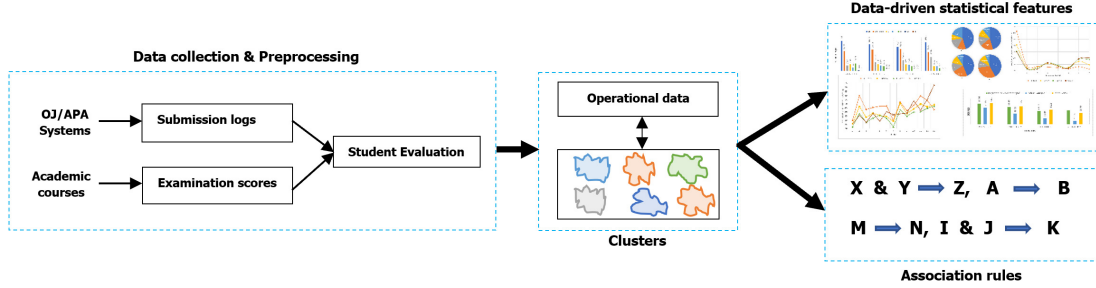 Data-driven statistical features
Data collection & Preprocessing
OJ/APA
Systems
Submission logs
Student Evaluation
Academic
courses
Examination scores
Operational data
Clusters
X & Y Z, A B
M N, I & J K
Association rules